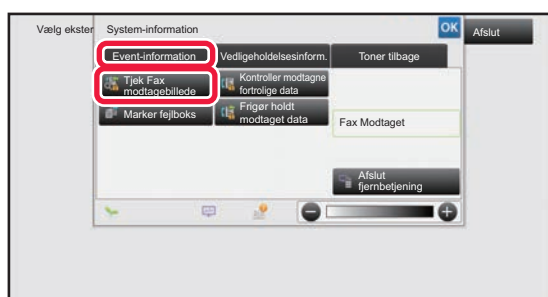 Vælg ekster
System-information
OK
Afslut
Event-information
Vedligeholdelsesinform.
Toner tilbage
Tjek Fax
modtagebillede
Kontroller modtagne
fortrolige data
Marker fejlboks
Frigør holdt
modtaget data
Fax Modtaget
Afslut
fjernbetjening